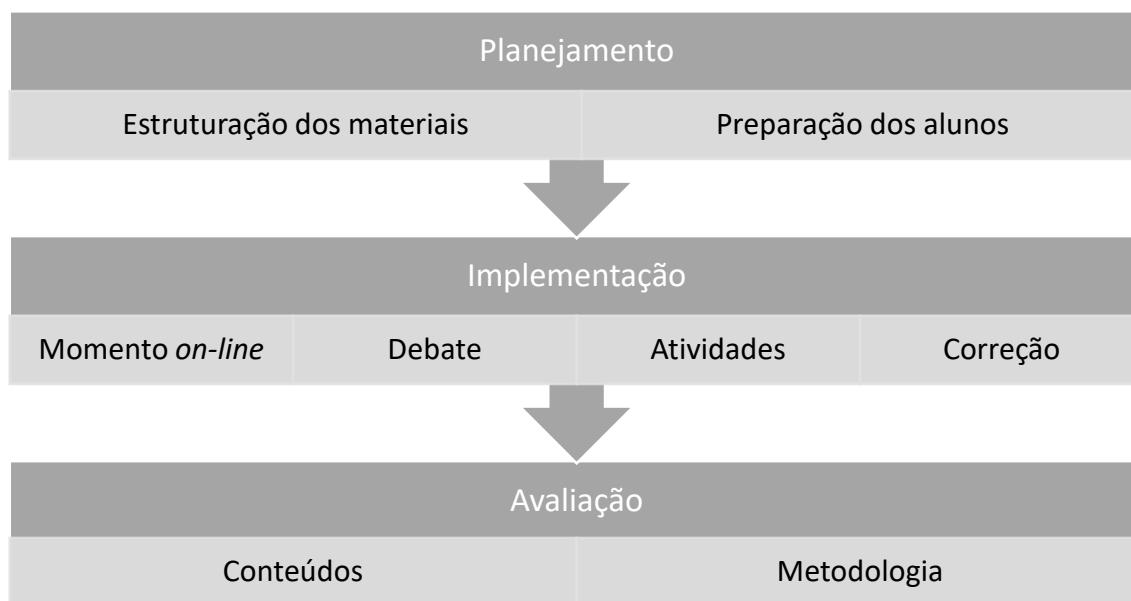 Planejamento
Estruturação dos materiais
Preparação dos alunos
Implementação
Momento on-line
Debate
Atividades
Correção
Avaliação
Conteúdos
Metodologia